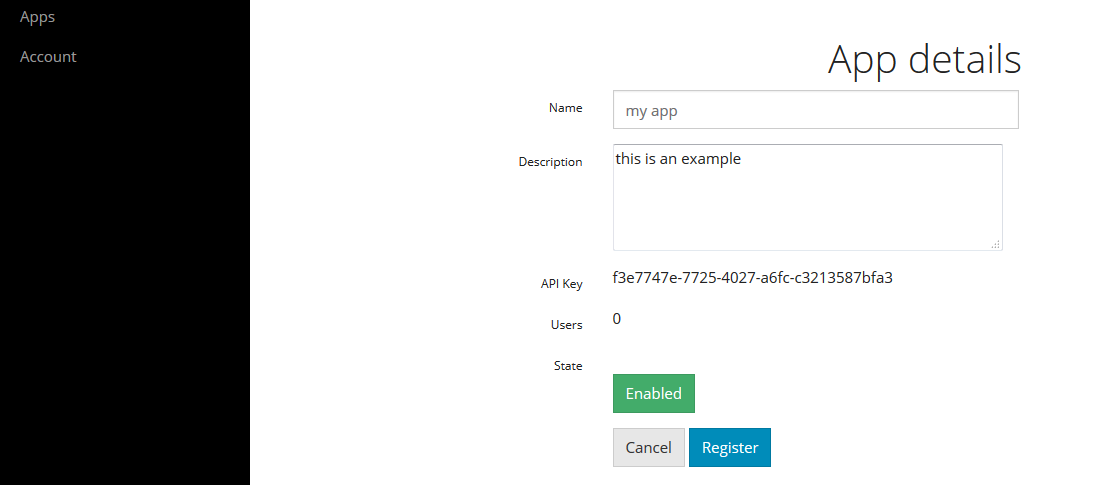 Apps
Account
App details
Name
my app
Description
this is an example
API Key
f3e7747e-7725-4027-a6fc-c3213587bfa3
Users
0
State
Enabled
Cancel
Register